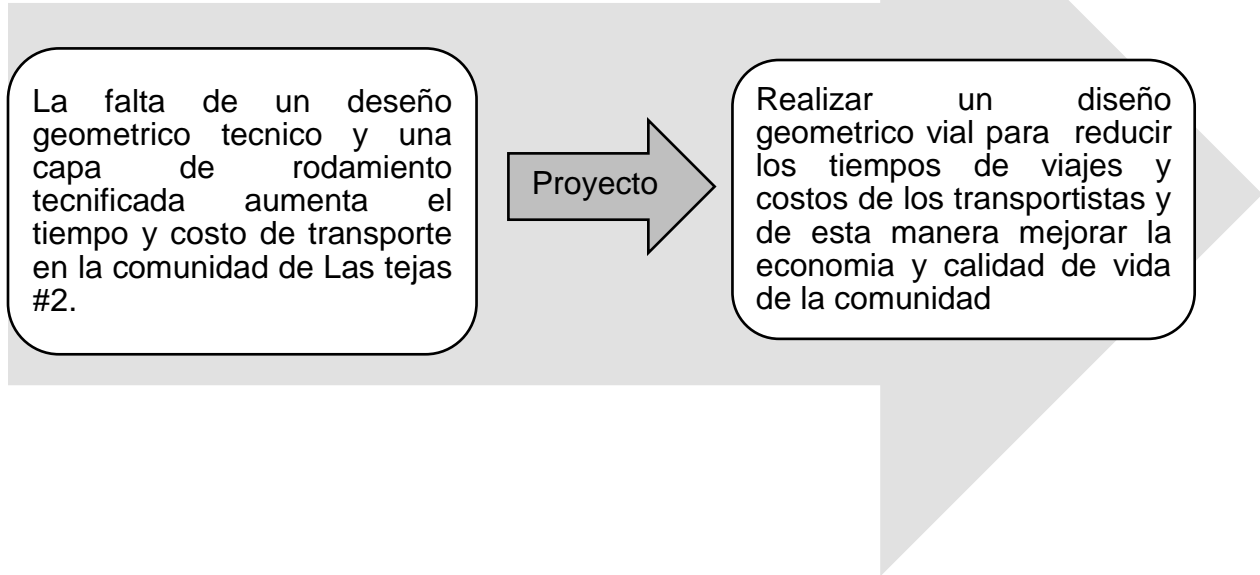 La falta de un deseño
geometrico tecnico y una
capa de rodamiento
tecnificada aumenta el
tiempo y costo de transporte
en la comunidad de Las tejas
#2.
Proyecto
Realizar un diseño
geometrico vial para reducir
los tiempos de viajes y
costos de los transportistas y
de esta manera mejorar la
economia y calidad de vida
de la comunidad